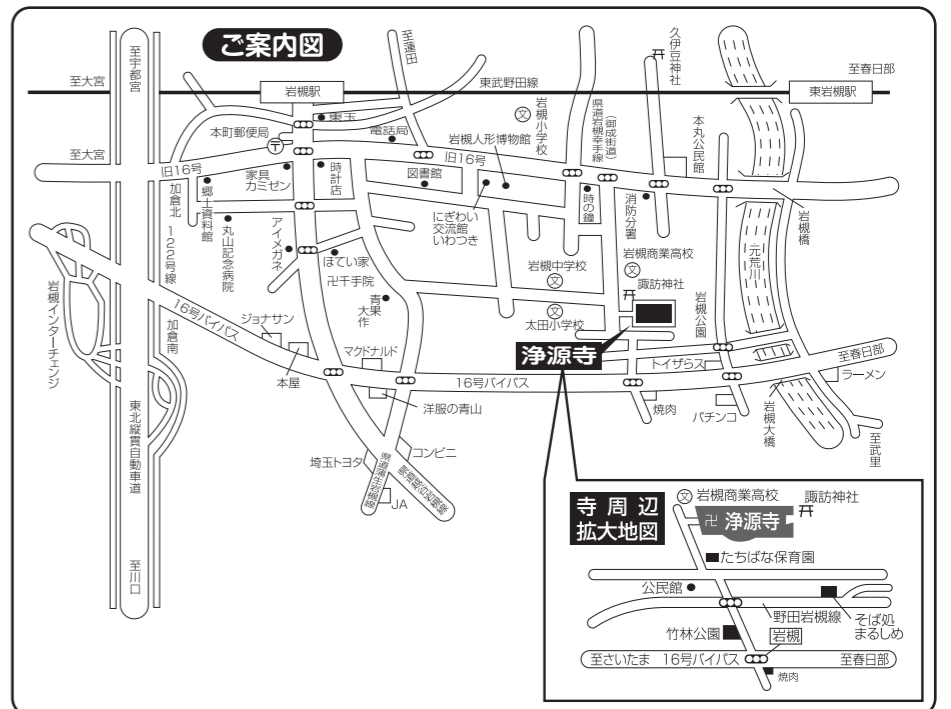 ご案内図
至宇都宮
至大宮
岩槻駅
至蓮田
東武野田線
久伊豆神社
至春日部
東岩槻駅
東玉
本町郵便局
電話局
岩槻人形博物館
文
岩槻小学校
県道岩槻幸手線
(御成街道)
本丸公民館
至大宮
旧16号
旧16号
家具
カミゼン
時計店
図書館
加倉北
郷土資料館
丸山記念病院
アイメガネ
にぎわい
交流館
いわつき
時の鐘
消防分署
岩槻橋
122号線
ほてい家
卍千手院
岩槻中学校
文
岩槻商業高校
文
諏訪神社
元荒川
岩槻インターチェンジ
16号バイパス
加倉南
ジョナサン
青果
大作
文
太田小学校
岩槻公園
本屋
マクドナルド
浄源寺
トイザらス
至春日部
16号バイパス
ラーメン
洋服の青山
焼肉
パチンコ
岩槻大橋
至武里
東北縦貫自動車道
埼玉トヨタ
コンビニ
JA
至川口
寺周辺
拡大地図
文 岩槻商業高校
諏訪神社
卍 浄源寺
たちばな保育園
公民館
野田岩槻線
そば処
まるしめ
竹林公園
岩槻
至さいたま 16号バイパス
至春日部
焼肉